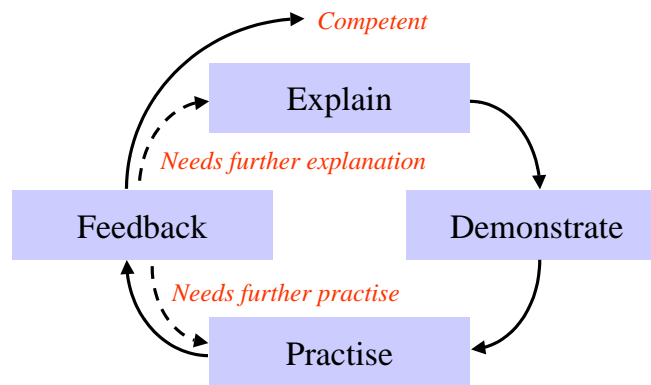 Competent
Explain
Needs further explanation
Feedback
Demonstrate
Needs further practise
Practise